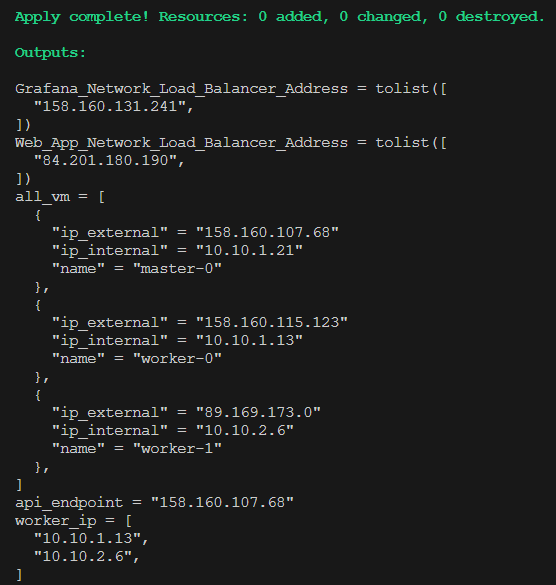 Apply complete! Resources: 0 added, 0 changed, 0 destroyed.
Outputs:
Grafana_Network_Load_Balancer_Address = tolist([
  "158.160.131.241",
])
Web_App_Network_Load_Balancer_Address = tolist([
  "84.201.180.190",
])
all_vm = [
  {
    "ip_external" = "158.160.107.68"
    "ip_internal" = "10.10.1.21"
    "name" = "master-0"
  },
  {
    "ip_external" = "158.160.115.123"
    "ip_internal" = "10.10.1.13"
    "name" = "worker-0"
  },
  {
    "ip_external" = "89.169.173.0"
    "ip_internal" = "10.10.2.6"
    "name" = "worker-1"
  },
]
api_endpoint = "158.160.107.68"
worker_ip = [
  "10.10.1.13",
  "10.10.2.6",
]